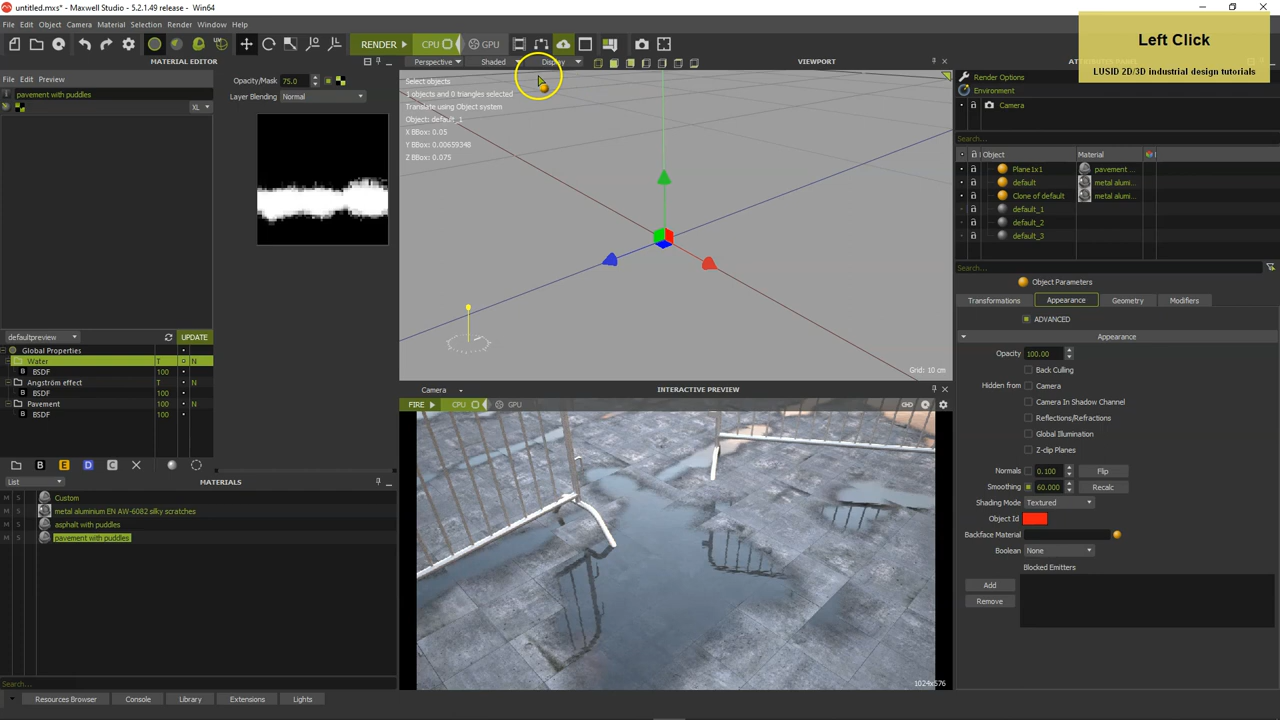 untitled.mxs* - Maxwell Studio - 5.2.1.49 release - Win64
File Edit Object Camera Material Selection Render Window Help
Left Click
LUSID 2D/3D industrial design tutorials
RENDER CPU GPU
MATERIAL EDITOR
File Edit Preview
pavement with puddles
XL
Opacity/Mask 75.0
Layer Blending Normal
Perspective Shaded Display VIEWPORT
Select objects
1 objects and 0 triangles selected
Translate using Object system
Object: default_1
X BBox: 0.05
Y BBox: 0.00659348
Z BBox: 0.075
Grid: 10 cm
defaultpreview UPDATE
Global Properties
Water T N
BSDF 100
Angström effect T N
BSDF 100
Pavement T N
BSDF 100
B E D C
List MATERIALS
M S Custom
M S metal aluminium EN AW-6082 silky scratches
M S asphalt with puddles
M S pavement with puddles
Search...
Resources Browser Console Library Extensions Lights
Camera INTERACTIVE PREVIEW
FIRE CPU GPU
1024x576
Render Options
Environment
Camera
Search...
Object Material
Plane1x1 pavement ...
default metal alumi...
Clone of default metal alumi...
default_1
default_2
default_3
Search...
Object Parameters
Transformations Appearance Geometry Modifiers
ADVANCED
Appearance
Opacity 100.00
Back Culling
Hidden from Camera
Camera In Shadow Channel
Reflections/Refractions
Global Illumination
Z-clip Planes
Normals 0.100 Flip
Smoothing 60.000 Recalc
Shading Mode Textured
Object Id
Backface Material
Boolean None
Blocked Emitters
Add
Remove